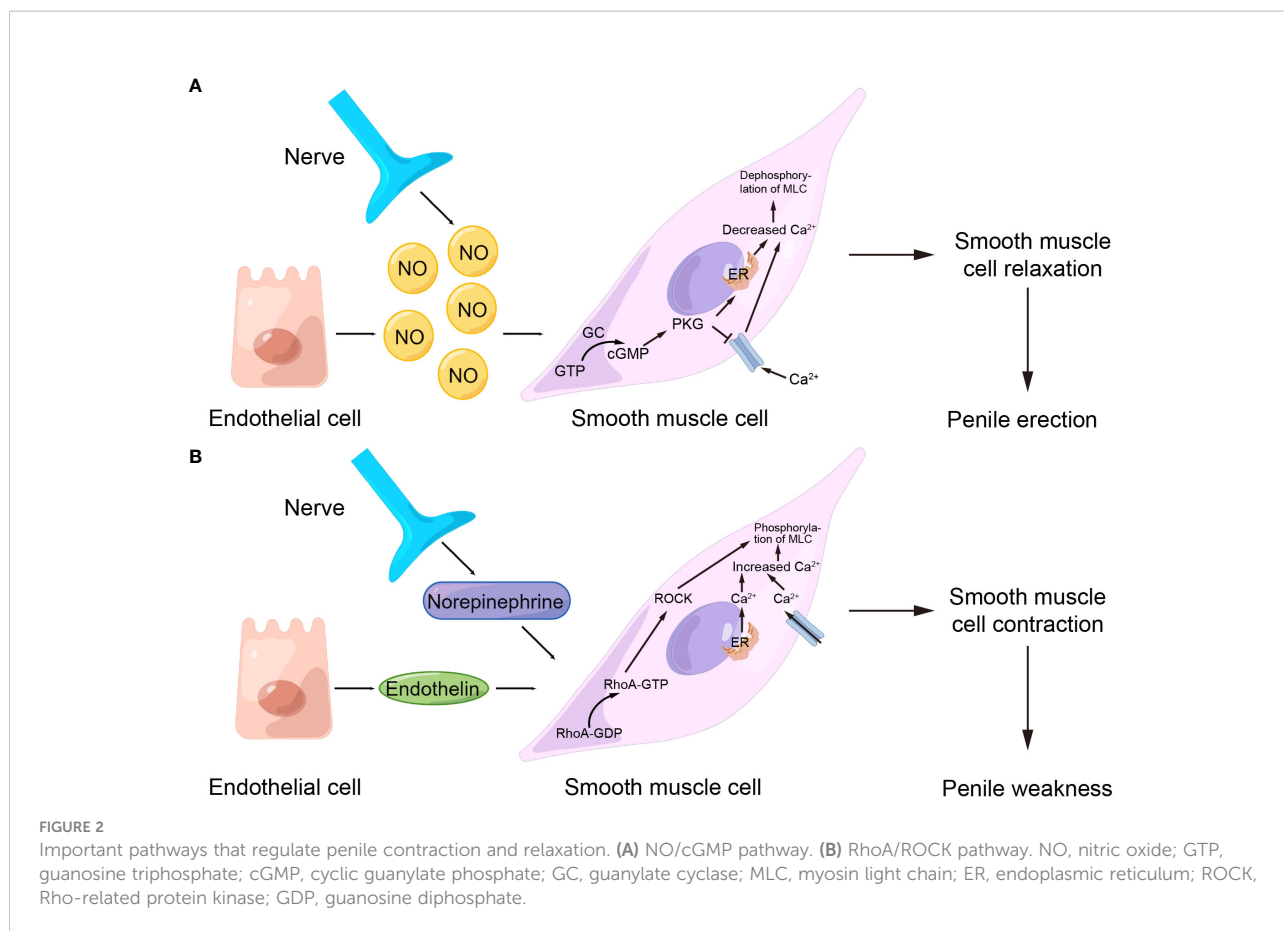 A
Nerve
NO
NO
NO
NO
NO
NO
Endothelial cell
GC
GTP
cGMP
PKG
ER
Decreased Ca²⁺
Dephosphory-
lation of MLC
Ca²⁺
Smooth muscle cell
Smooth muscle
cell relaxation
Penile erection
B
Nerve
Norepinephrine
Endothelin
Endothelial cell
RhoA-GDP
RhoA-GTP
ROCK
ER
Ca²⁺
Ca²⁺
Increased Ca²⁺
Phosphoryla-
tion of MLC
Smooth muscle cell
Smooth muscle
cell contraction
Penile weakness
FIGURE 2
Important pathways that regulate penile contraction and relaxation. (A) NO/cGMP pathway. (B) RhoA/ROCK pathway. NO, nitric oxide; GTP,
guanosine triphosphate; cGMP, cyclic guanylate phosphate; GC, guanylate cyclase; MLC, myosin light chain; ER, endoplasmic reticulum; ROCK,
Rho-related protein kinase; GDP, guanosine diphosphate.